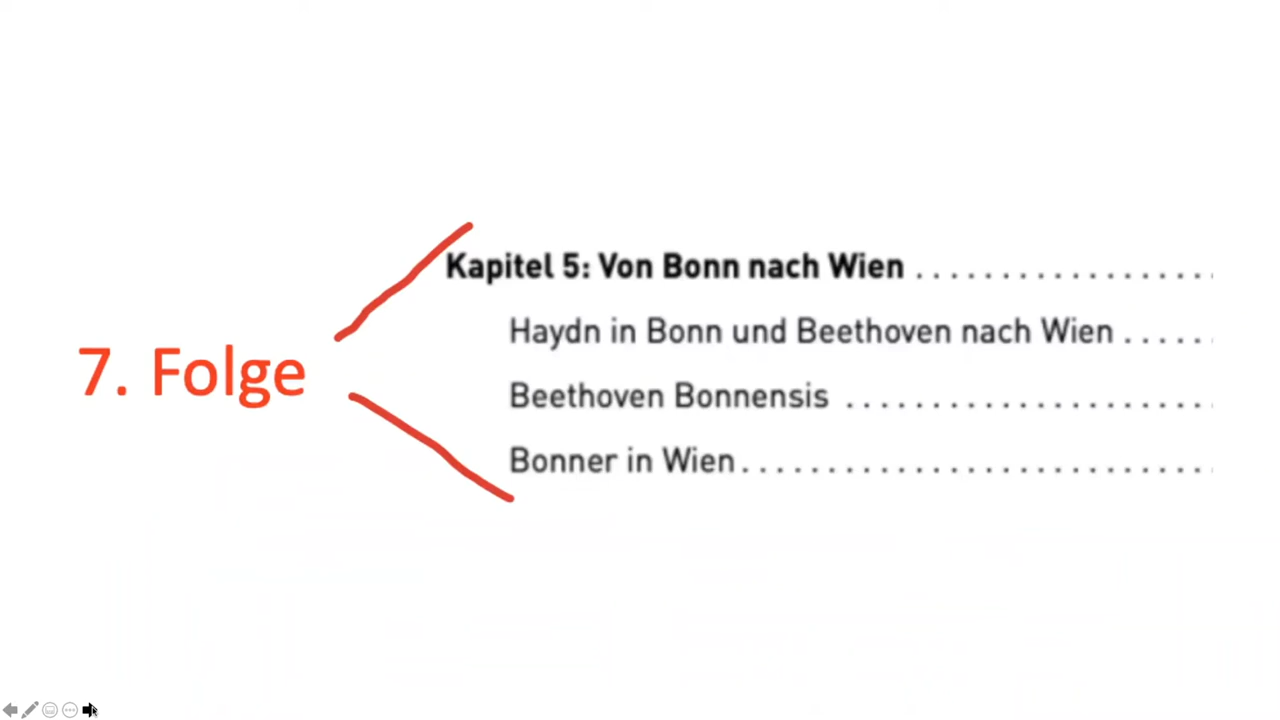 7. Folge
Kapitel 5: Von Bonn nach Wien ..................
Haydn in Bonn und Beethoven nach Wien ......
Beethoven Bonnensis ......................
Bonner in Wien ............................